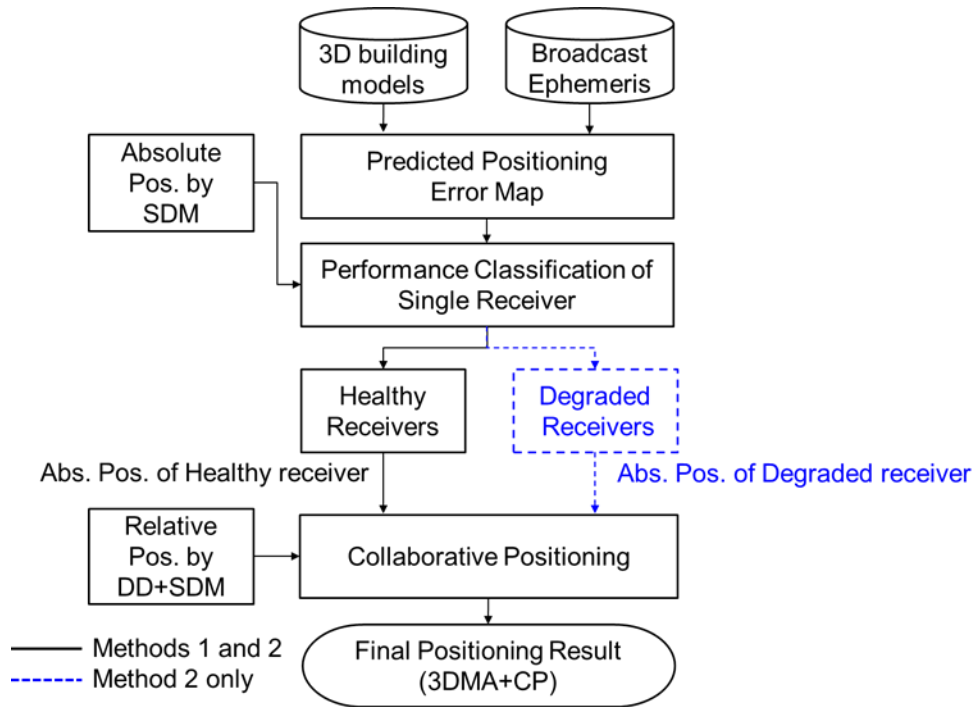 3D building
models
Broadcast
Ephemeris
Absolute
Pos. by
SDM
Predicted Positioning
Error Map
Performance Classification of
Single Receiver
Healthy
Receivers
Degraded
Receivers
Abs. Pos. of Healthy receiver
Abs. Pos. of Degraded receiver
Relative
Pos. by
DD+SDM
Collaborative Positioning
Methods 1 and 2
Method 2 only
Final Positioning Result
(3DMA+CP)